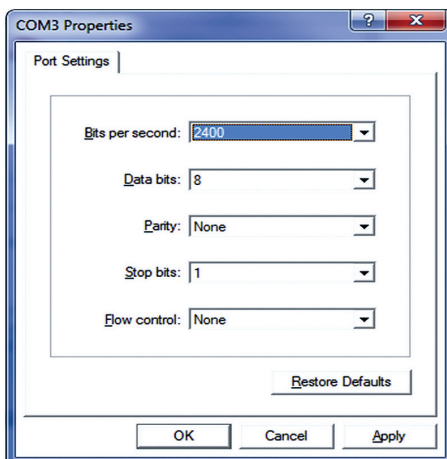 COM3 Properties
?
X
Port Settings
Bits per second: 2400
Data bits: 8
Parity: None
Stop bits: 1
Flow control: None
Restore Defaults
OK Cancel Apply